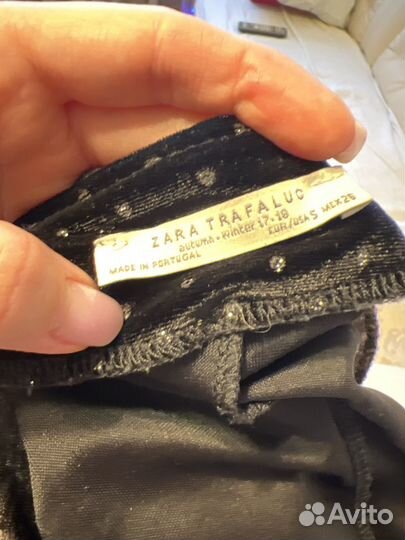 ZARA TRAFALUC
autumn·winter 17-18
MADE IN PORTUGAL
EUR/USA S MEX 26
Avito